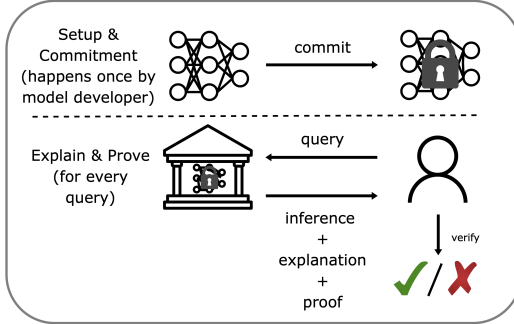 Setup &
Commitment
(happens once by
model developer)
commit
Explain & Prove
(for every
query)
query
inference
+
explanation
+
proof
verify
/